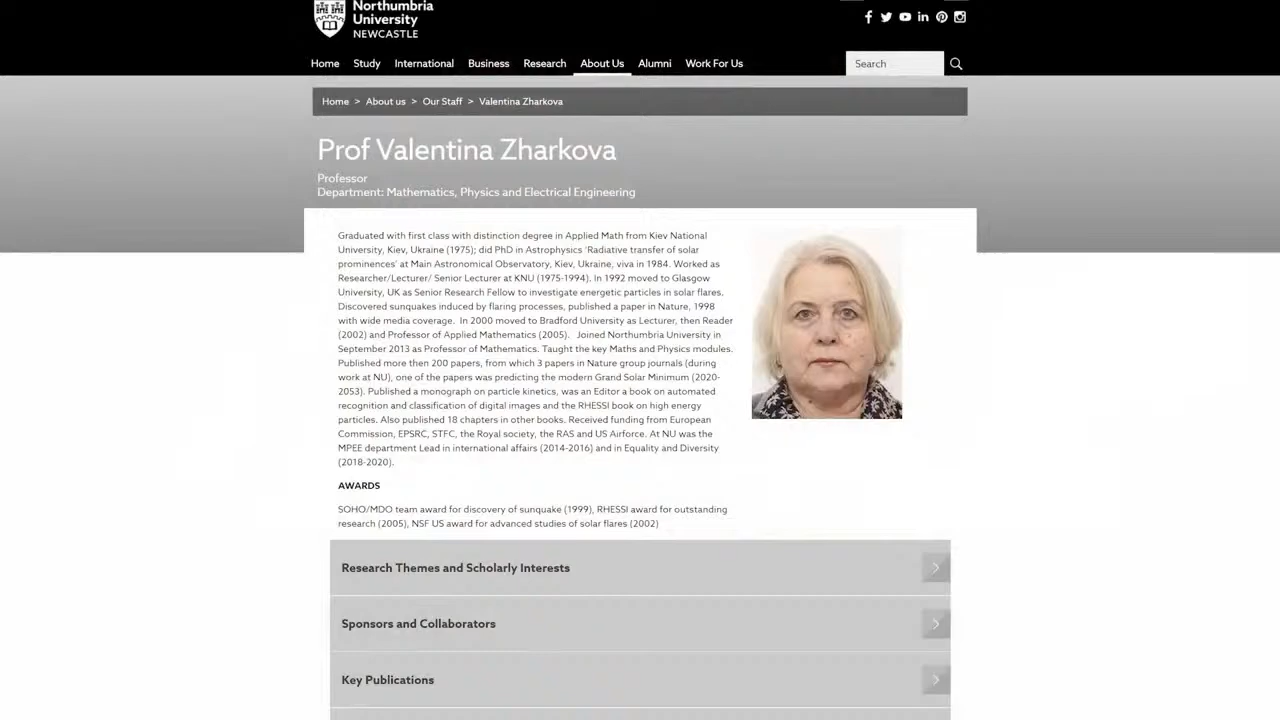 Northumbria
University
NEWCASTLE
Home Study International Business Research About Us Alumni Work For Us
Search
Home > About us > Our Staff > Valentina Zharkova
Prof Valentina Zharkova
Professor
Department: Mathematics, Physics and Electrical Engineering
Graduated with first class with distinction degree in Applied Math from Kiev National
University, Kiev, Ukraine (1975); did PhD in Astrophysics 'Radiative transfer of solar
prominences' at Main Astronomical Observatory, Kiev, Ukraine, viva in 1984. Worked as
Researcher/Lecturer/ Senior Lecturer at KNU (1975-1994). In 1992 moved to Glasgow
University, UK as Senior Research Fellow to investigate energetic particles in solar flares.
Discovered sunquakes induced by flaring processes, published a paper in Nature, 1998
with wide media coverage. In 2000 moved to Bradford University as Lecturer, then Reader
(2002) and Professor of Applied Mathematics (2005). Joined Northumbria University in
September 2013 as Professor of Mathematics. Taught the key Maths and Physics modules.
Published more then 200 papers, from which 3 papers in Nature group journals (during
work at NU), one of the papers was predicting the modern Grand Solar Minimum (2020-
2053). Published a monograph on particle kinetics, was an Editor a book on automated
recognition and classification of digital images and the RHESSI book on high energy
particles. Also published 18 chapters in other books. Received funding from European
Commission, EPSRC, STFC, the Royal society, the RAS and US Airforce. At NU was the
MPEE department Lead in international affairs (2014-2016) and in Equality and Diversity
(2018-2020).
AWARDS
SOHO/MDO team award for discovery of sunquake (1999), RHESSI award for outstanding
research (2005), NSF US award for advanced studies of solar flares (2002)
Research Themes and Scholarly Interests
Sponsors and Collaborators
Key Publications